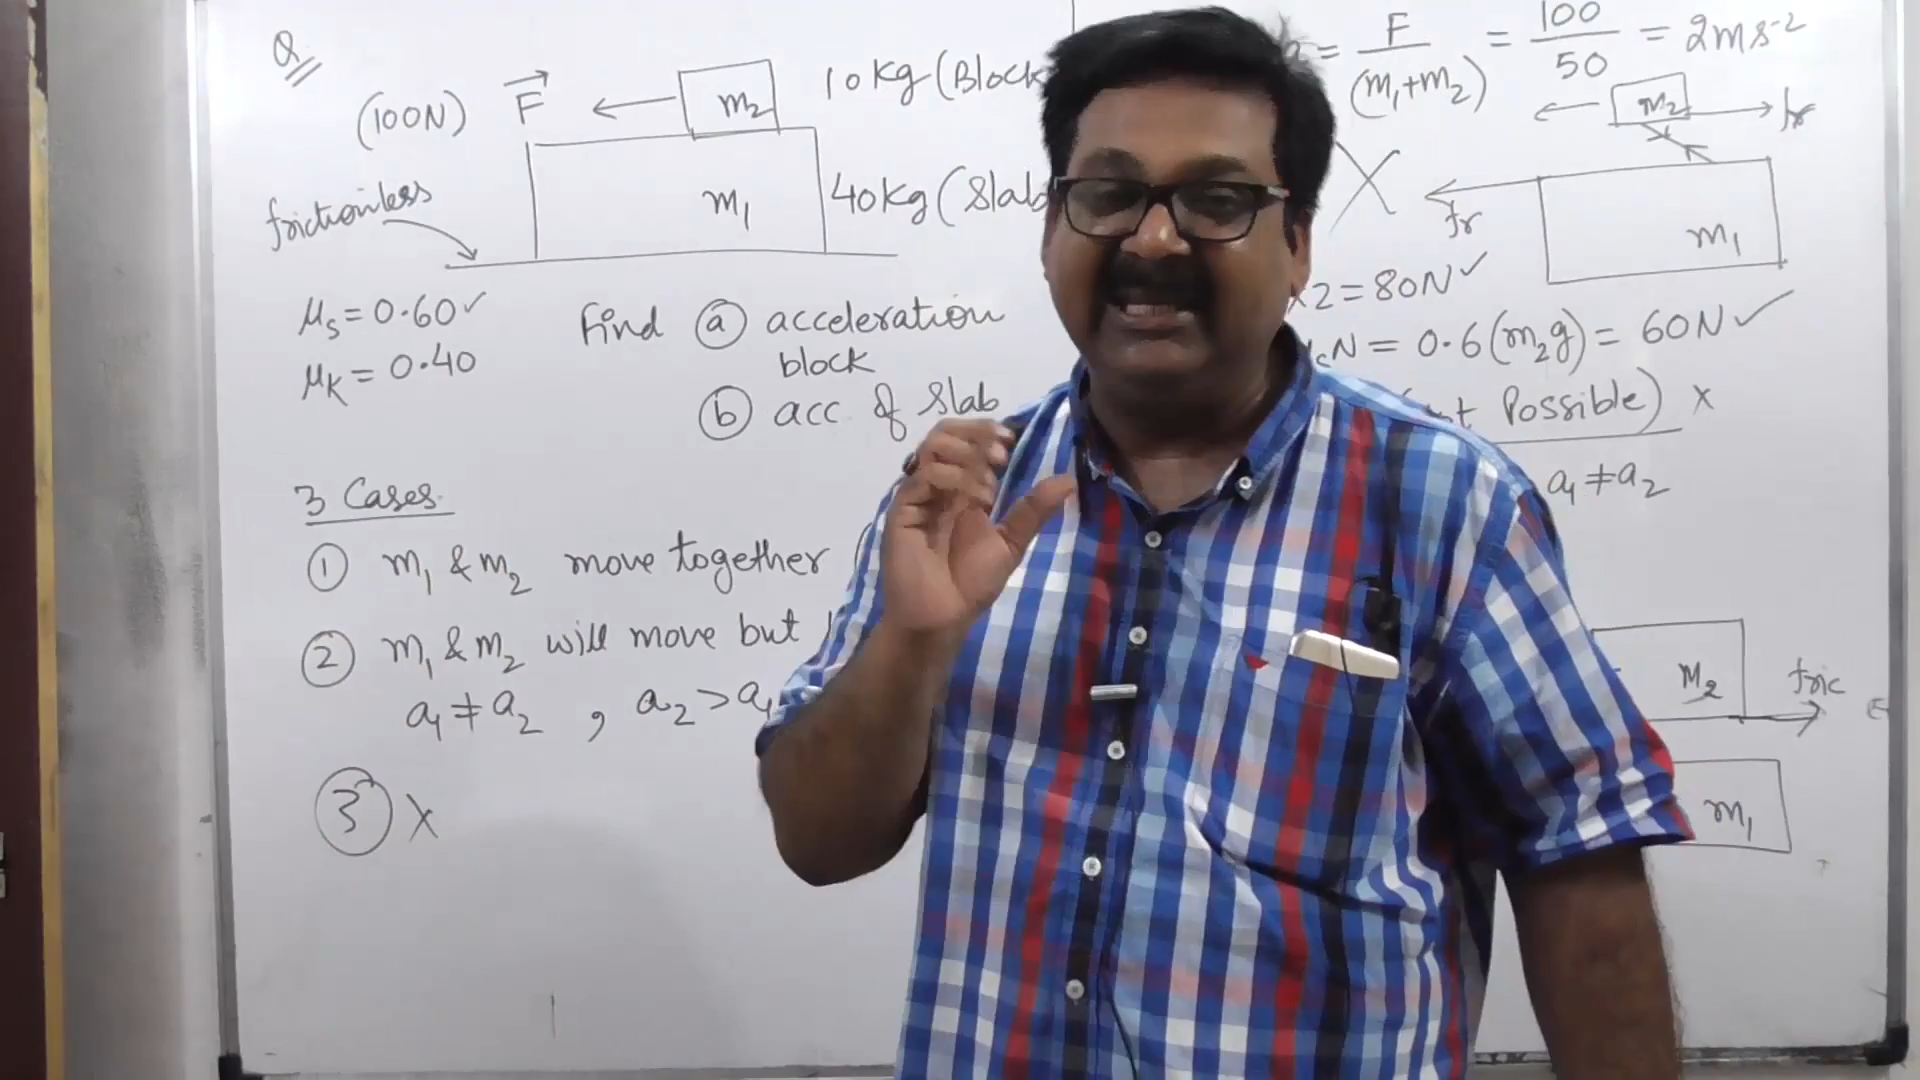 Q
(100N) F m2 10kg (Block
frictionless m1 40kg (Slab
μs = 0.60 ✓
μk = 0.40
Find (a) acceleration
block
(b) acc of Slab
3 Cases
(1) m1 & m2 move together
(2) m1 & m2 will move but
a1 ≠ a2 , a2 > a1
(3) X
= F/(m1+m2) = 100/50 = 2ms-2
m2 fr
X fr m1
x2 = 80N ✓
N = 0.6(m2g) = 60N ✓
Possible) X
a1 ≠ a2
M2 fric
m1